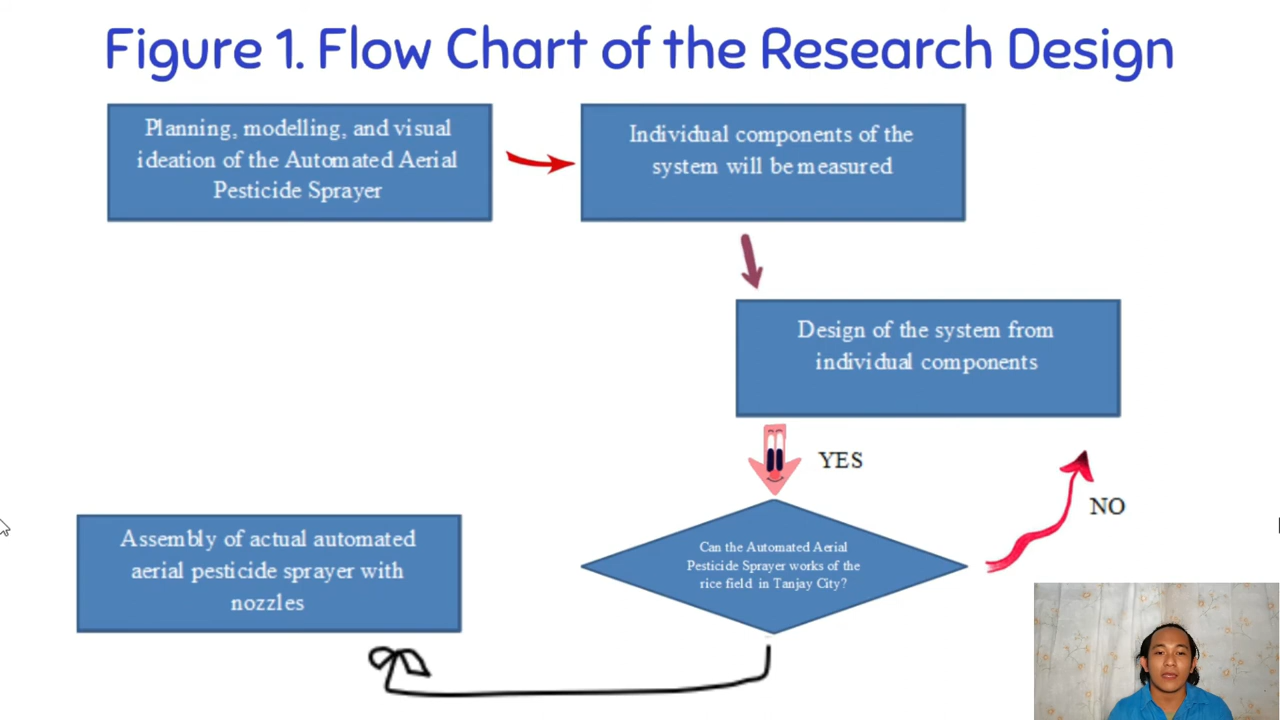 Figure 1. Flow Chart of the Research Design
Planning, modelling, and visual
ideation of the Automated Aerial
Pesticide Sprayer
Individual components of the
system will be measured
Design of the system from
individual components
YES
NO
Can the Automated Aerial
Pesticide Sprayer works of the
rice field in Tanjay City?
Assembly of actual automated
aerial pesticide sprayer with
nozzles